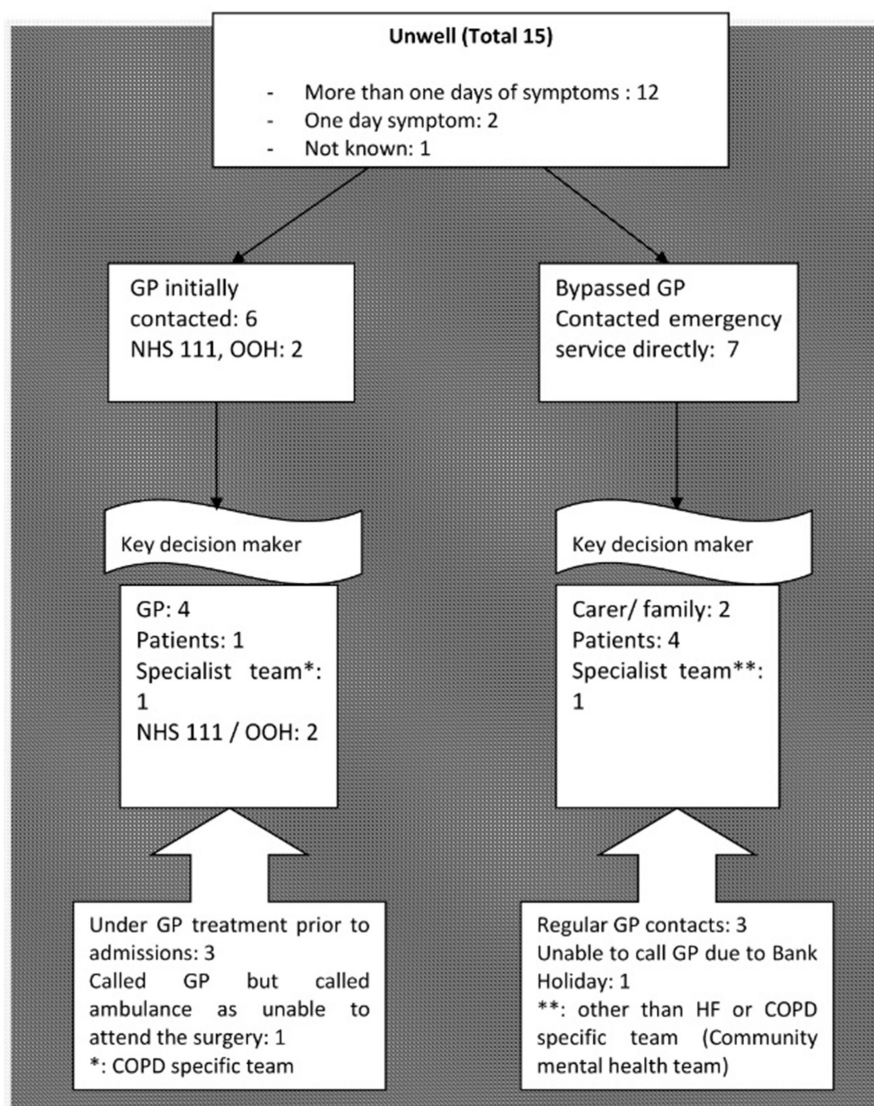 Unwell (Total 15)
- More than one days of symptoms : 12
- One day symptom: 2
- Not known: 1
GP initially
contacted: 6
NHS 111, OOH: 2
Bypassed GP
Contacted emergency
service directly: 7
Key decision maker
Key decision maker
GP: 4
Patients: 1
Specialist team*:
1
NHS 111 / OOH: 2
Carer/ family: 2
Patients: 4
Specialist team**:
1
Under GP treatment prior to
admissions: 3
Called GP but called
ambulance as unable to
attend the surgery: 1
*: COPD specific team
Regular GP contacts: 3
Unable to call GP due to Bank
Holiday: 1
**: other than HF or COPD
specific team (Community
mental health team)